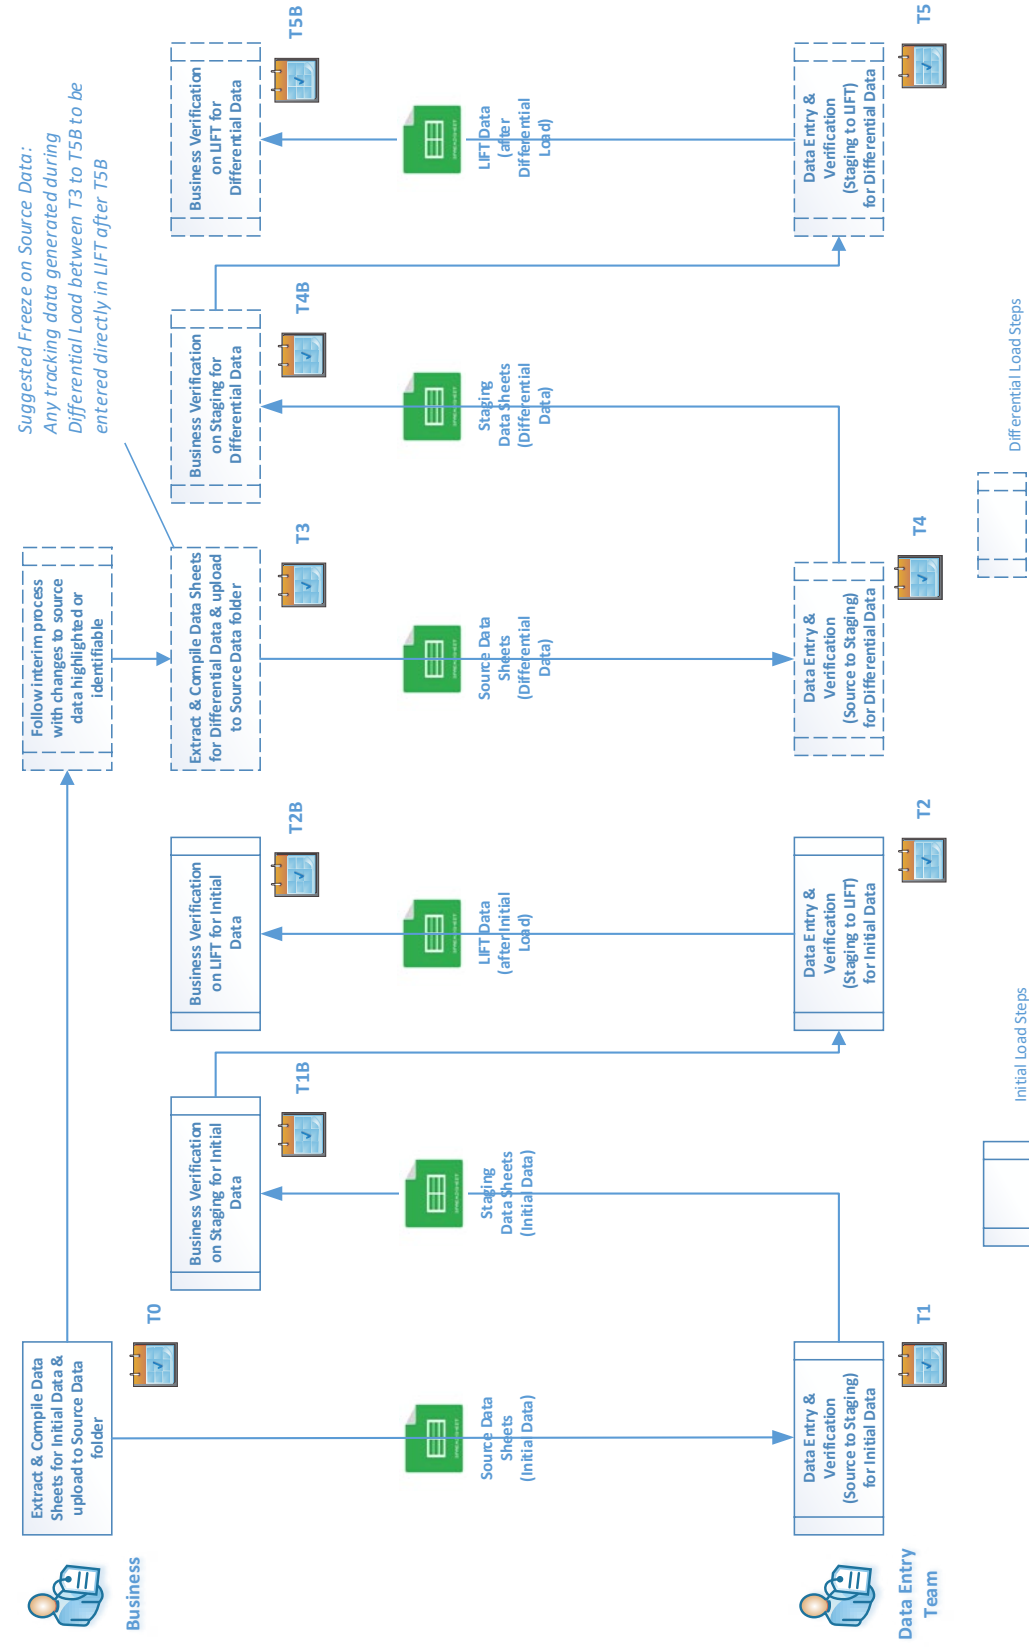 Suggested Freeze on Source Data:
Any tracking data generated during
Differential Load between T3 to T5B to be
entered directly in LIFT after T5B
Business
Extract & Compile Data
Sheets for Initial Data &
upload to Source Data
folder
T0
Follow interim process
with changes to source
data highlighted or
identifiable
Business Verification
on Staging for Initial
Data
T1B
Business Verification
on LIFT for Initial
Data
T2B
Extract & Compile Data Sheets
for Differential Data & upload
to Source Data folder
T3
Business Verification
on Staging for
Differential Data
T4B
Business Verification
on LIFT for
Differential Data
T5B
SPREADSHEET
Source Data
Sheets
(Initial Data)
SPREADSHEET
Staging
Data Sheets
(Initial Data)
SPREADSHEET
LIFT Data
(after Initial
Load)
SPREADSHEET
Source Data
Sheets
(Differential
Data)
SPREADSHEET
Staging
Data Sheets
(Differential
Data)
SPREADSHEET
LIFT Data
(after
Differential
Load)
Data Entry
Team
Data Entry &
Verification
(Source to Staging)
for Initial Data
T1
Data Entry &
Verification
(Staging to LIFT)
for Initial Data
T2
Data Entry &
Verification
(Source to Staging)
for Differential Data
T4
Data Entry &
Verification
(Staging to LIFT)
for Differential Data
T5
Initial Load Steps
Differential Load Steps